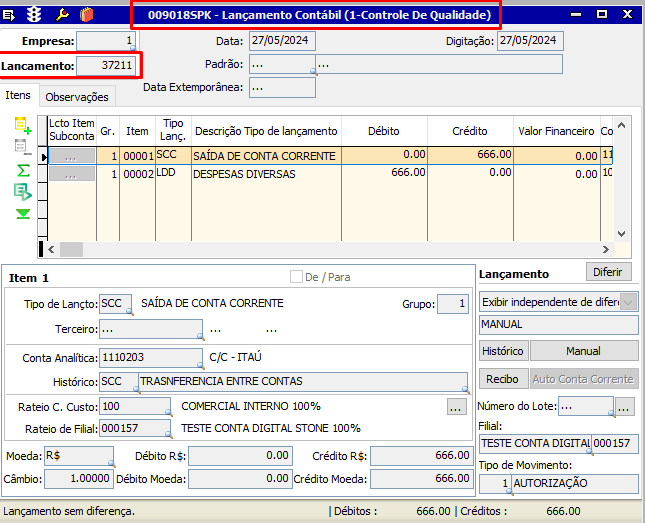 009018SPK - Lançamento Contábil (1-Controle De Qualidade)
Empresa: 1 Data: 27/05/2024 Digitação: 27/05/2024
Lancamento: 37211 Padrão: ... ...
Data Extemporânea: ...
Itens Observações
Lcto Item Subconta Gr. Item Tipo Lanç. Descrição Tipo de lançamento Débito Crédito Valor Financeiro Co
... 1 00001 SCC SAÍDA DE CONTA CORRENTE 0.00 666.00 0.00 11
... 1 00002 LDD DESPESAS DIVERSAS 666.00 0.00 0.00 10
Item 1 De / Para
Tipo de Lançto: SCC SAÍDA DE CONTA CORRENTE Grupo: 1
Terceiro: ... ... ...
Conta Analítica: 1110203 C/C - ITAÚ
Histórico: SCC TRASNFERENCIA ENTRE CONTAS
Rateio C. Custo: 100 COMERCIAL INTERNO 100% ...
Rateio de Filial: 000157 TESTE CONTA DIGITAL STONE 100%
Moeda: R$ Débito R$: 0.00 Crédito R$: 666.00
Câmbio: 1.00000 Débito Moeda: 0.00 Crédito Moeda: 666.00
Lançamento Diferir
Exibir independente de difer
MANUAL
Histórico Manual
Recibo Auto Conta Corrente
Número do Lote: ... ...
Filial:
TESTE CONTA DIGITAL 000157
Tipo de Movimento:
1 AUTORIZAÇÃO
Lançamento sem diferença. | Débitos : 666.00 | Créditos : 666.00